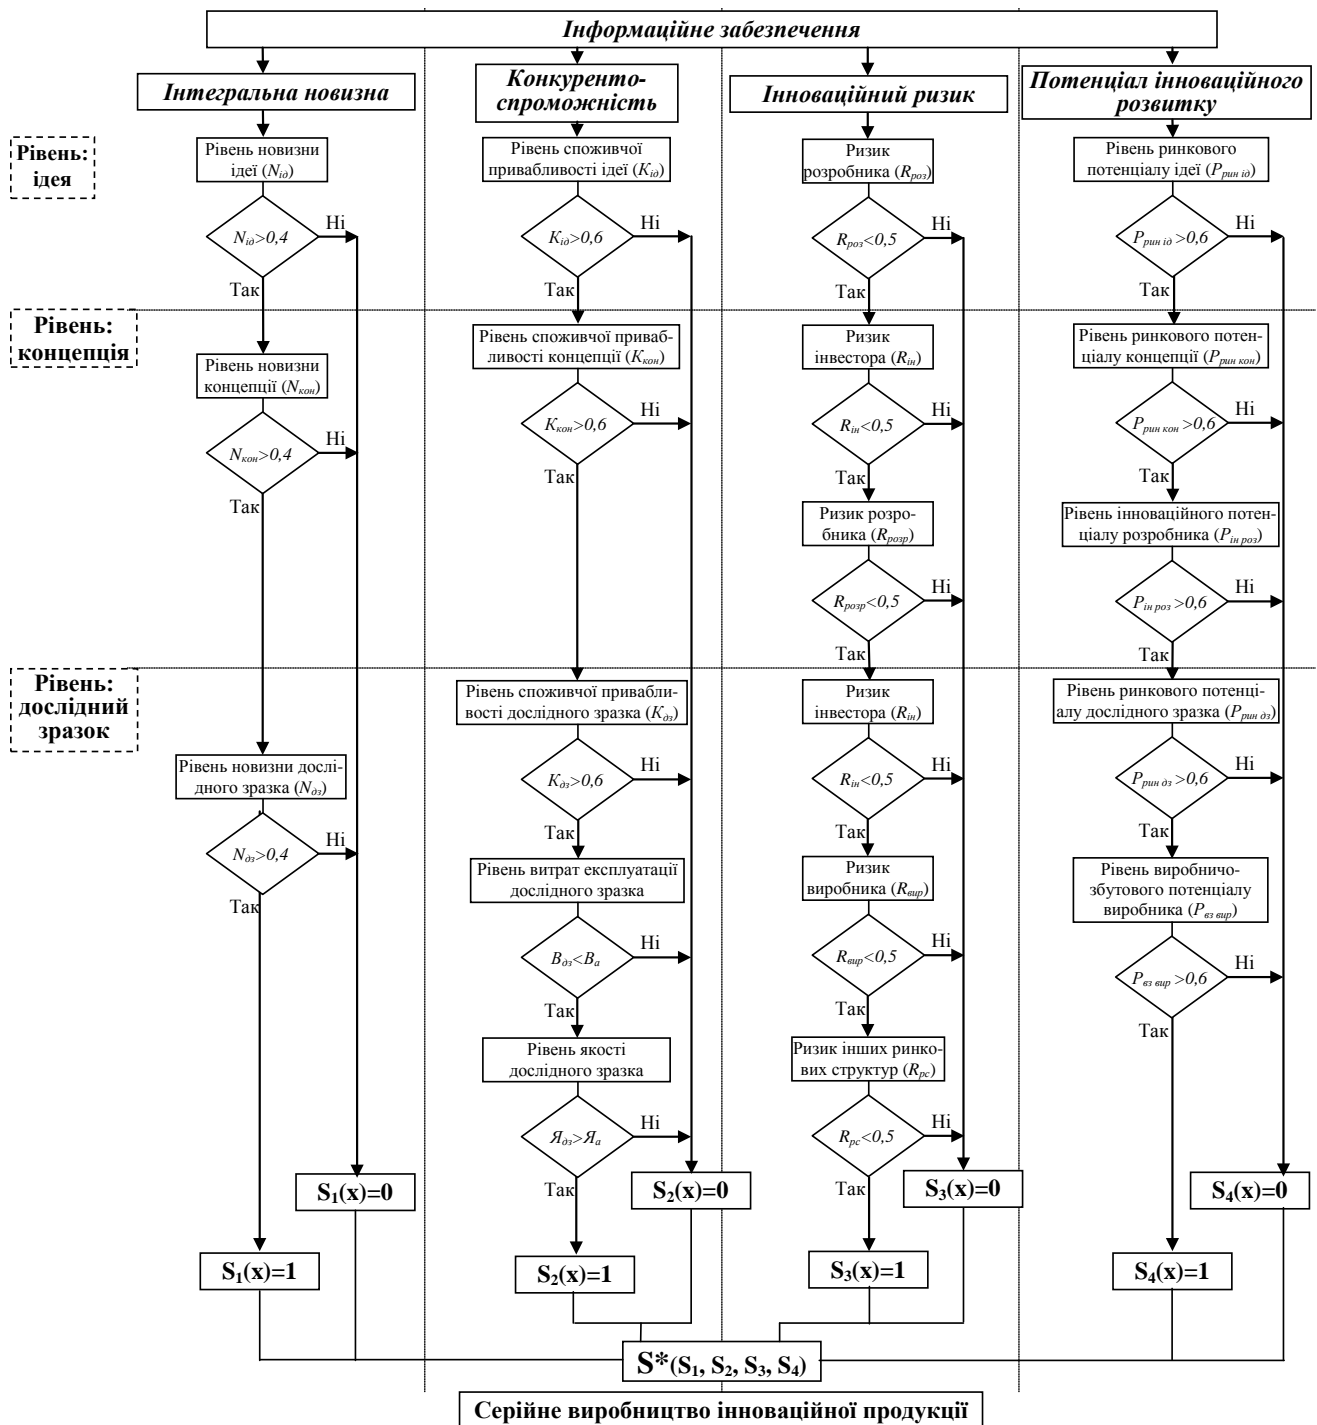 Інформаційне забезпечення
Інтегральна новизна
Конкуренто-
спроможність
Інноваційний ризик
Потенціал інноваційного
розвитку
Рівень:
ідея
Рівень новизни
ідеї (Nід)
Рівень споживчої
привабливості ідеї (Kід)
Ризик
розробника (Rроз)
Рівень ринкового
потенціалу ідеї (Pрин ід)
Nід>0,4
Ні
Kід>0,6
Ні
Rроз<0,5
Ні
Pрин ід>0,6
Ні
Так
Так
Так
Так
Рівень:
концепція
Рівень новизни
концепції (Nкон)
Рівень споживчої приваб-
ливості концепції (Kкон)
Ризик
інвестора (Rін)
Рівень ринкового потен-
ціалу концепції (Pрин кон)
Nкон>0,4
Ні
Kкон>0,6
Ні
Rін<0,5
Ні
Pрин кон>0,6
Ні
Так
Так
Так
Так
Ризик розро-
бника (Rрозр)
Рівень інноваційного потен-
ціалу розробника (Pін роз)
Rрозр<0,5
Ні
Pін роз>0,6
Ні
Так
Так
Рівень:
дослідний
зразок
Рівень новизни дослі-
дного зразка (Nдз)
Рівень споживчої привабли-
вості дослідного зразка (Kдз)
Ризик
інвестора (Rін)
Рівень ринкового потенці-
алу дослідного зразка (Pрин дз)
Nдз>0,4
Ні
Kдз>0,6
Ні
Rін<0,5
Ні
Pрин дз>0,6
Ні
Так
Так
Так
Так
Рівень витрат експлуатації
дослідного зразка
Ризик
виробника (Rвир)
Рівень виробничо-
збутового потенціалу
виробника (Pвз вир)
Bдз<Bа
Ні
Rвир<0,5
Ні
Pвз вир>0,6
Ні
Так
Так
Так
Рівень якості
дослідного зразка
Ризик інших ринко-
вих структур (Rрс)
Ядз>Яа
Ні
Rрс<0,5
Ні
Так
Так
S1(x)=0
S2(x)=0
S3(x)=0
S4(x)=0
S1(x)=1
S2(x)=1
S3(x)=1
S4(x)=1
S*(S1, S2, S3, S4)
Серійне виробництво інноваційної продукції